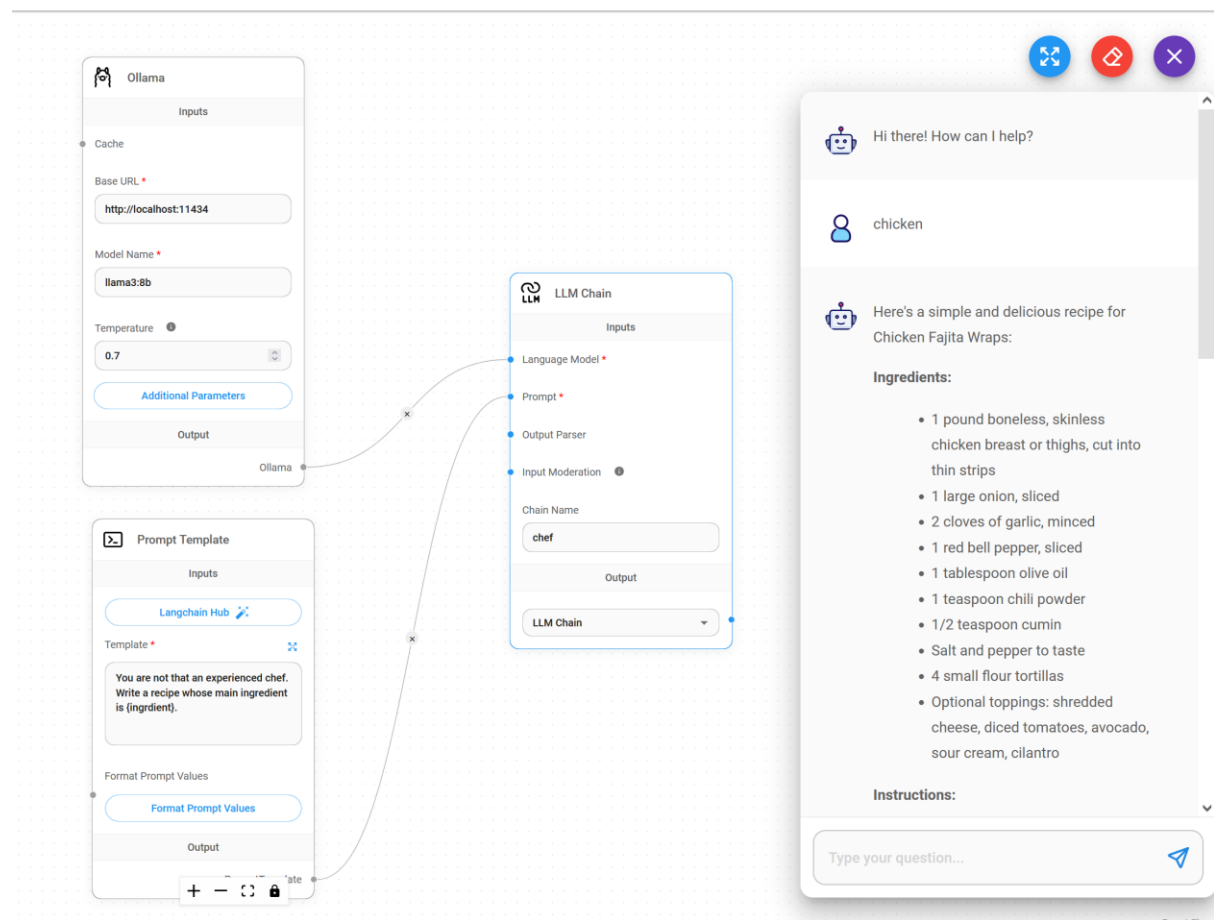 Ollama
Inputs
Cache
Base URL *
http://localhost:11434
Model Name *
llama3:8b
Temperature
0.7
Additional Parameters
Output
Ollama
Prompt Template
Inputs
Langchain Hub
Template *
You are not that an experienced chef.
Write a recipe whose main ingredient
is {ingrdient}.
Format Prompt Values
Format Prompt Values
Output
LLM
LLM Chain
Inputs
Language Model *
Prompt *
Output Parser
Input Moderation
Chain Name
chef
Output
LLM Chain
Hi there! How can I help?
chicken
Here's a simple and delicious recipe for
Chicken Fajita Wraps:
Ingredients:
• 1 pound boneless, skinless
chicken breast or thighs, cut into
thin strips
• 1 large onion, sliced
• 2 cloves of garlic, minced
• 1 red bell pepper, sliced
• 1 tablespoon olive oil
• 1 teaspoon chili powder
• 1/2 teaspoon cumin
• Salt and pepper to taste
• 4 small flour tortillas
• Optional toppings: shredded
cheese, diced tomatoes, avocado,
sour cream, cilantro
Instructions:
Type your question...